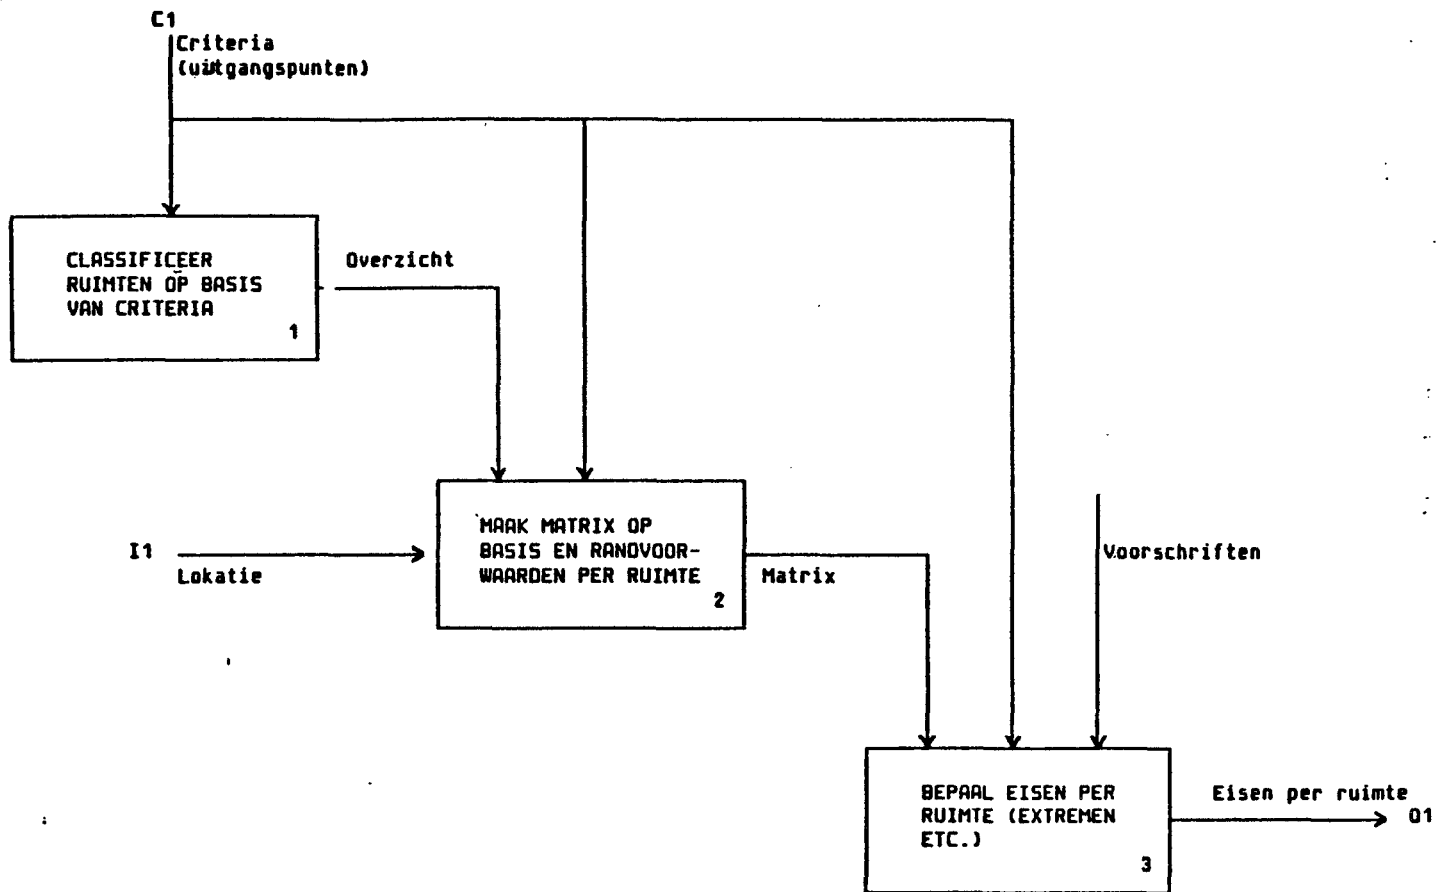 C1
Criteria
(uitgangspunten)
CLASSIFICEER
RUIMTEN OP BASIS
VAN CRITERIA
1
Overzicht
I1
Lokatie
MAAK MATRIX OP
BASIS EN RANDVOOR-
WAARDEN PER RUIMTE
2
Matrix
Voorschriften
BEPAAL EISEN PER
RUIMTE (EXTREMEN
ETC.)
3
Eisen per ruimte
O1